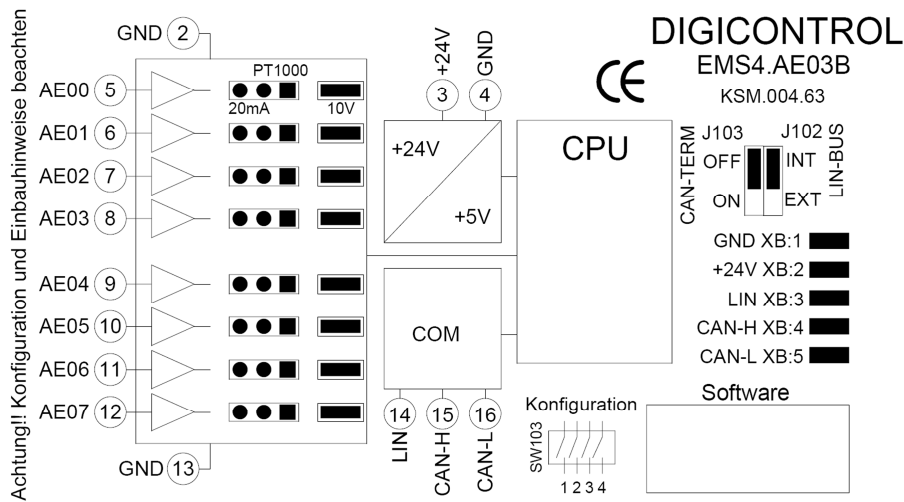 Achtung!! Konfiguration und Einbauhinweise beachten
GND 2
AE00 5
AE01 6
AE02 7
AE03 8
AE04 9
AE05 10
AE06 11
AE07 12
GND 13
PT1000
20mA 10V
+24V
3
GND
4
+24V
+5V
COM
14
LIN
15
CAN-H
16
CAN-L
CPU
CE
DIGICONTROL
EMS4.AE03B
KSM.004.63
CAN-TERM
J103 J102
OFF INT
ON EXT
LIN-BUS
GND XB:1
+24V XB:2
LIN XB:3
CAN-H XB:4
CAN-L XB:5
Konfiguration
SW103
1 2 3 4
Software